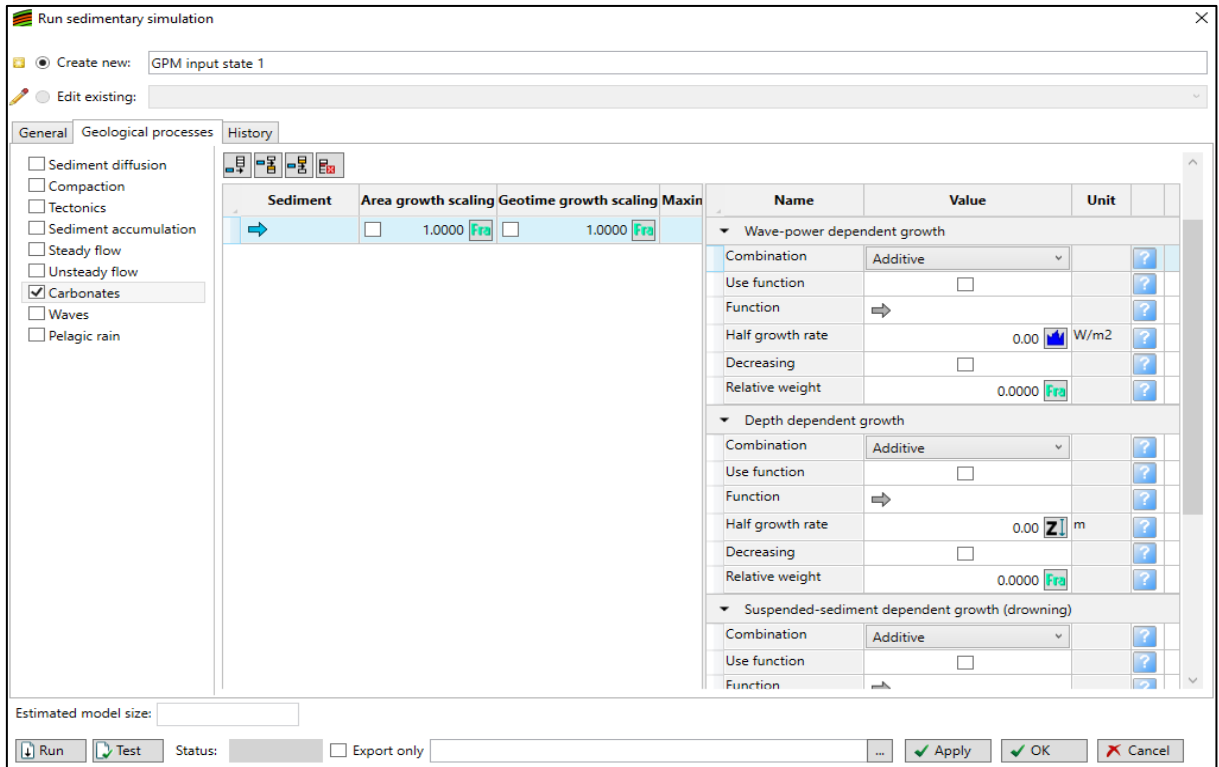 Run sedimentary simulation
Create new: GPM input state 1
Edit existing:
General Geological processes History
Sediment diffusion
Compaction
Tectonics
Sediment accumulation
Steady flow
Unsteady flow
Carbonates
Waves
Pelagic rain
Sediment Area growth scaling Geotime growth scaling Maxin
1.0000 Fra 1.0000 Fra
Name Value Unit
Wave-power dependent growth
Combination Additive ?
Use function ?
Function ?
Half growth rate 0.00 W/m2 ?
Decreasing ?
Relative weight 0.0000 Fra ?
Depth dependent growth
Combination Additive ?
Use function ?
Function ?
Half growth rate 0.00 Z m ?
Decreasing ?
Relative weight 0.0000 Fra ?
Suspended-sediment dependent growth (drowning)
Combination Additive ?
Use function ?
Function ?
Estimated model size:
Run Test Status: Export only ... Apply OK Cancel